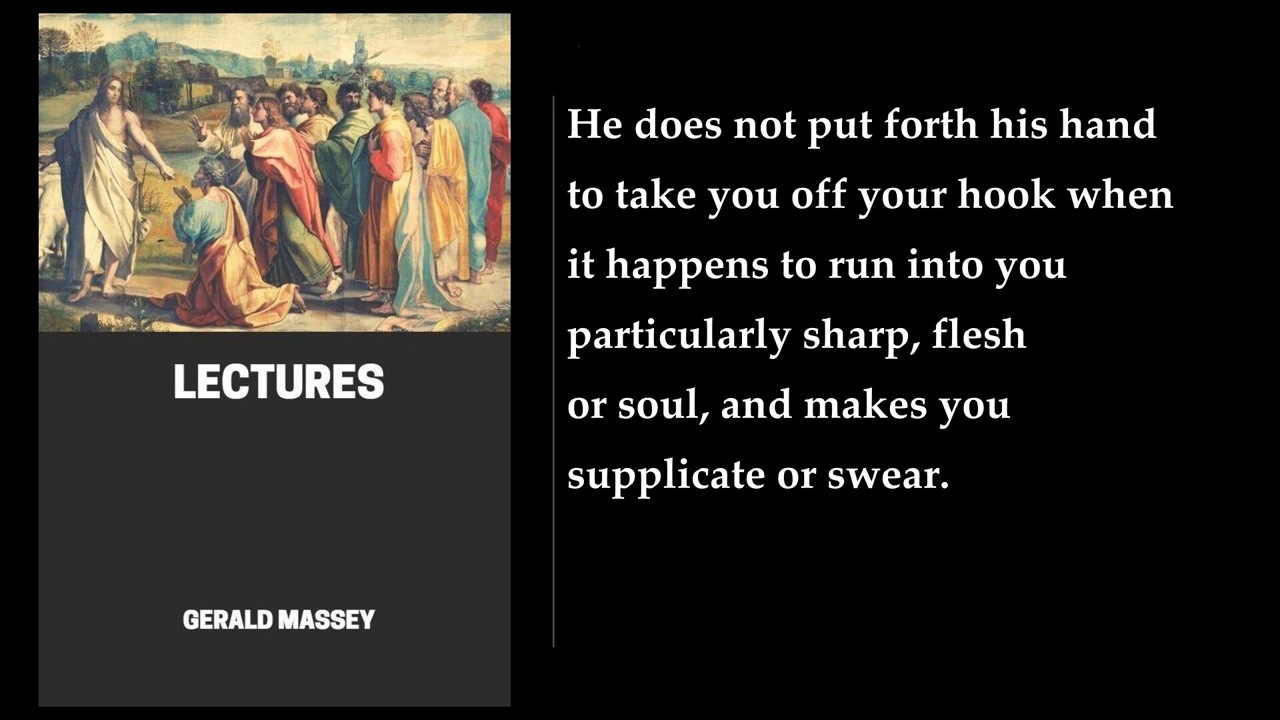 LECTURES
GERALD MASSEY
He does not put forth his hand
to take you off your hook when
it happens to run into you
particularly sharp, flesh
or soul, and makes you
supplicate or swear.